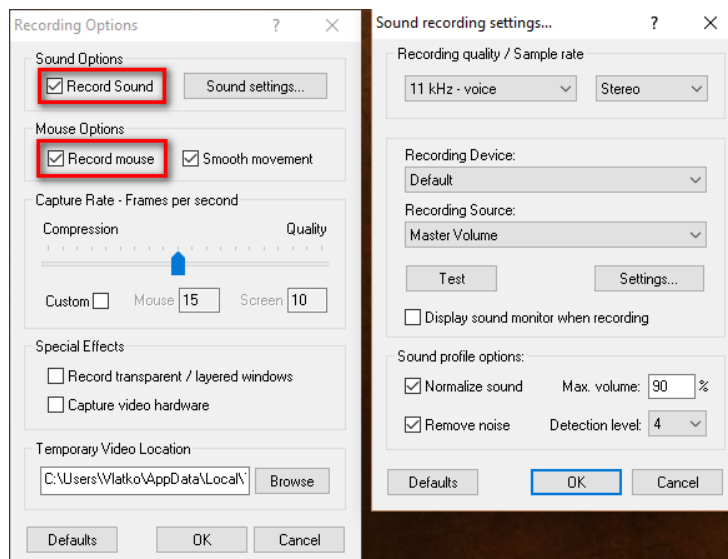 Recording Options
Sound Options
Record Sound
Sound settings...
Mouse Options
Record mouse
Smooth movement
Capture Rate - Frames per second
Compression
Quality
Custom
Mouse 15
Screen 10
Special Effects
Record transparent / layered windows
Capture video hardware
Temporary Video Location
C:\Users\Vlatko\AppData\Local\
Browse
Defaults
OK
Cancel
Sound recording settings...
Recording quality / Sample rate
11 kHz - voice
Stereo
Recording Device:
Default
Recording Source:
Master Volume
Test
Settings...
Display sound monitor when recording
Sound profile options:
Normalize sound
Max. volume: 90 %
Remove noise
Detection level: 4
Defaults
OK
Cancel